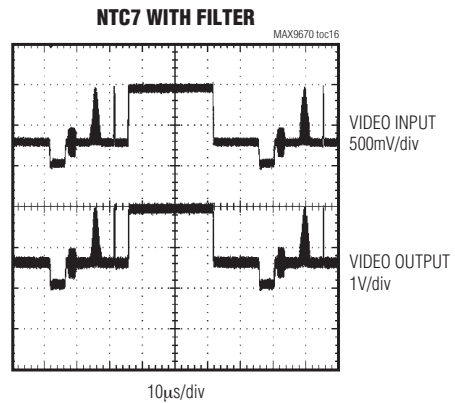 NTC7 WITH FILTER
MAX9670 toc16
VIDEO INPUT
500mV/div
VIDEO OUTPUT
1V/div
10μs/div